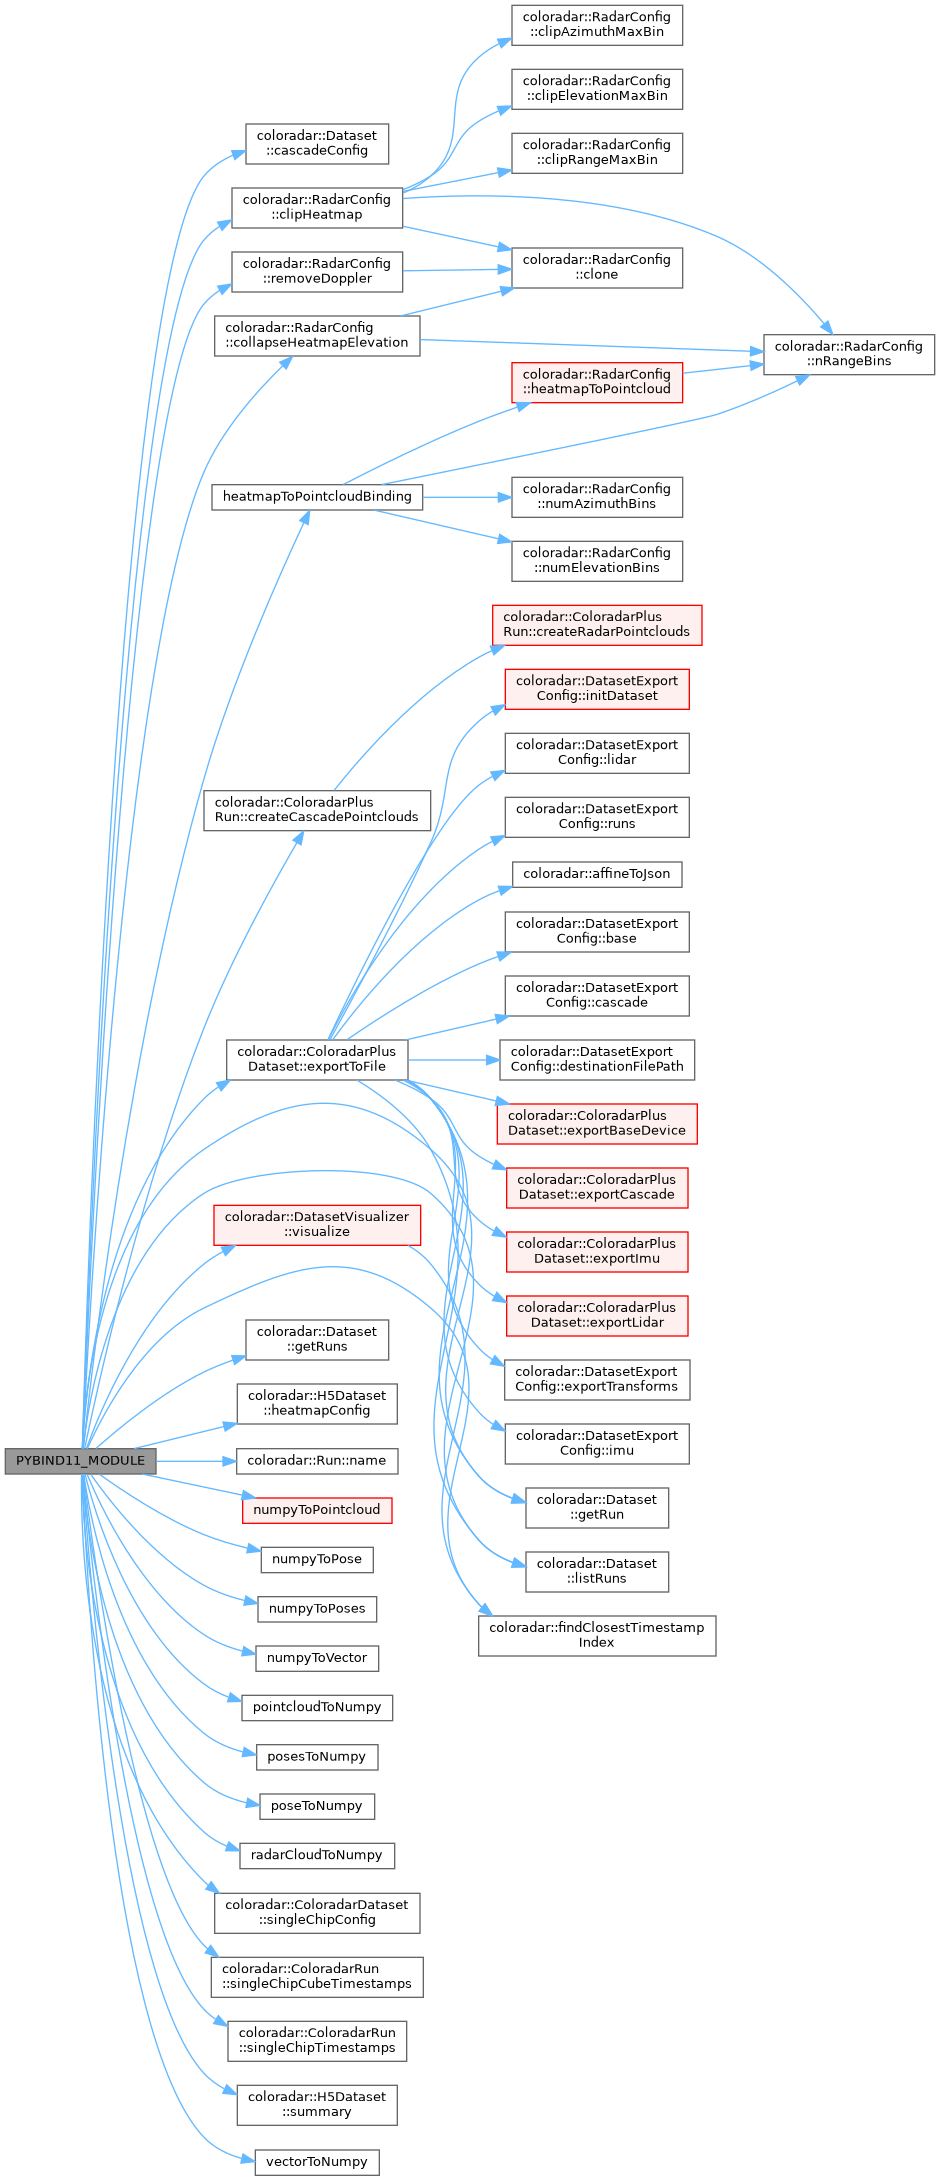 coloradar::RadarConfig
::clipAzimuthMaxBin
coloradar::RadarConfig
::clipElevationMaxBin
coloradar::Dataset
::cascadeConfig
coloradar::RadarConfig
::clipRangeMaxBin
coloradar::RadarConfig
::clipHeatmap
coloradar::RadarConfig
::removeDoppler
coloradar::RadarConfig
::clone
coloradar::RadarConfig
::collapseHeatmapElevation
coloradar::RadarConfig
::nRangeBins
coloradar::RadarConfig
::heatmapToPointcloud
heatmapToPointcloudBinding
coloradar::RadarConfig
::numAzimuthBins
coloradar::RadarConfig
::numElevationBins
coloradar::ColoradarPlus
Run::createRadarPointclouds
coloradar::DatasetExport
Config::initDataset
coloradar::DatasetExport
Config::lidar
coloradar::ColoradarPlus
Run::createCascadePointclouds
coloradar::DatasetExport
Config::runs
coloradar::affineToJson
coloradar::DatasetExport
Config::base
coloradar::DatasetExport
Config::cascade
coloradar::ColoradarPlus
Dataset::exportToFile
coloradar::DatasetExport
Config::destinationFilePath
coloradar::ColoradarPlus
Dataset::exportBaseDevice
coloradar::ColoradarPlus
Dataset::exportCascade
coloradar::DatasetVisualizer
::visualize
coloradar::ColoradarPlus
Dataset::exportImu
coloradar::ColoradarPlus
Dataset::exportLidar
coloradar::Dataset
::getRuns
coloradar::DatasetExport
Config::exportTransforms
coloradar::H5Dataset
::heatmapConfig
coloradar::DatasetExport
Config::imu
PYBIND11_MODULE
coloradar::Run::name
coloradar::Dataset
::getRun
numpyToPointcloud
numpyToPose
coloradar::Dataset
::listRuns
numpyToPoses
coloradar::findClosestTimestamp
Index
numpyToVector
pointcloudToNumpy
posesToNumpy
poseToNumpy
radarCloudToNumpy
coloradar::ColoradarDataset
::singleChipConfig
coloradar::ColoradarRun
::singleChipCubeTimestamps
coloradar::ColoradarRun
::singleChipTimestamps
coloradar::H5Dataset
::summary
vectorToNumpy